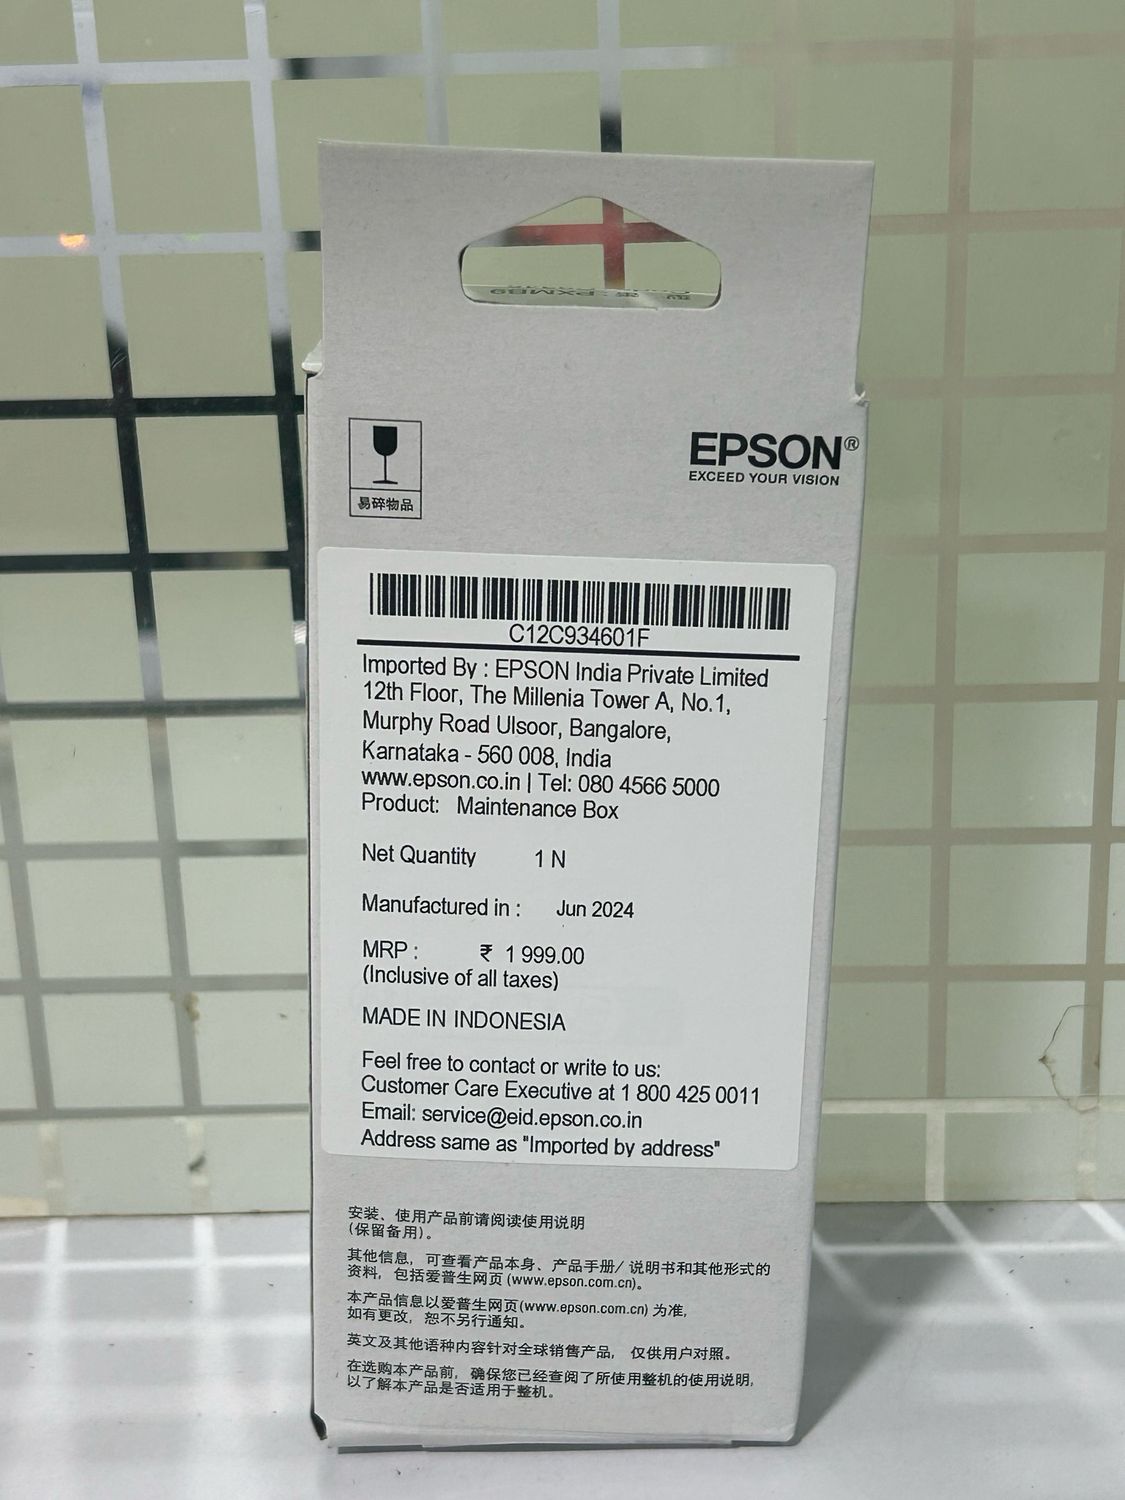 易碎物品
EPSON®
EXCEED YOUR VISION
C12C934601F
Imported By : EPSON India Private Limited
12th Floor, The Millenia Tower A, No.1,
Murphy Road Ulsoor, Bangalore,
Karnataka - 560 008, India
www.epson.co.in | Tel: 080 4566 5000
Product: Maintenance Box
Net Quantity 1 N
Manufactured in : Jun 2024
MRP : ₹ 1 999.00
(Inclusive of all taxes)
MADE IN INDONESIA
Feel free to contact or write to us:
Customer Care Executive at 1 800 425 0011
Email: service@eid.epson.co.in
Address same as "Imported by address"
安装、使用产品前请阅读使用说明
(保留备用)。
其他信息，可查看产品本身、产品手册/ 说明书和其他形式的
资料，包括爱普生网页 (www.epson.com.cn)。
本产品信息以爱普生网页(www.epson.com.cn) 为准，
如有更改，恕不另行通知。
英文及其他语种内容针对全球销售产品，仅供用户对照。
在选购本产品前，确保您已经查阅了所使用整机的使用说明，
以了解本产品是否适用于整机。